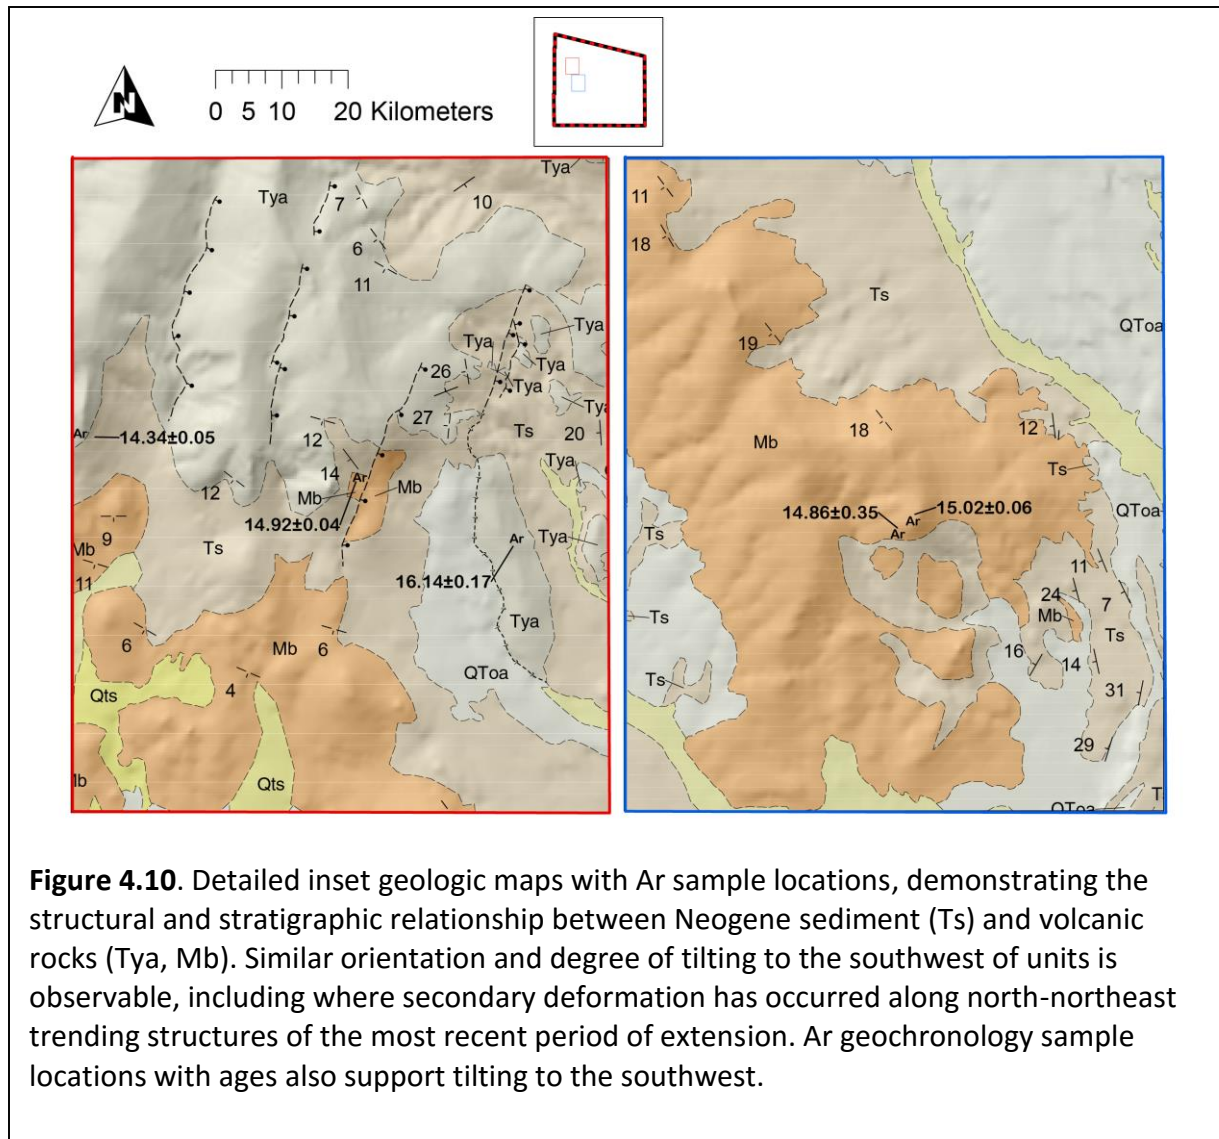 N
0 5 10 20 Kilometers
Tya
Tya
7
10
6
11
Tya
Tya
Tya
26
Tya
Tya
27
Ts
20
Ar
14.34±0.05
12
Tya
14
Ar
Mb
Mb
12
14.92±0.04
Ts
Ar
Tya
9
Mb
16.14±0.17
11
Tya
6
Mb
6
QToa
4
Qts
Qts
11
18
Ts
QToa
19
18
12
Mb
Ts
14.86±0.35
15.02±0.06
Ar
Ar
QToa
Ts
11
24
7
Mb
Ts
Ts
16
14
Ts
31
29
QToa
T
Figure 4.10. Detailed inset geologic maps with Ar sample locations, demonstrating the
structural and stratigraphic relationship between Neogene sediment (Ts) and volcanic
rocks (Tya, Mb). Similar orientation and degree of tilting to the southwest of units is
observable, including where secondary deformation has occurred along north-northeast
trending structures of the most recent period of extension. Ar geochronology sample
locations with ages also support tilting to the southwest.